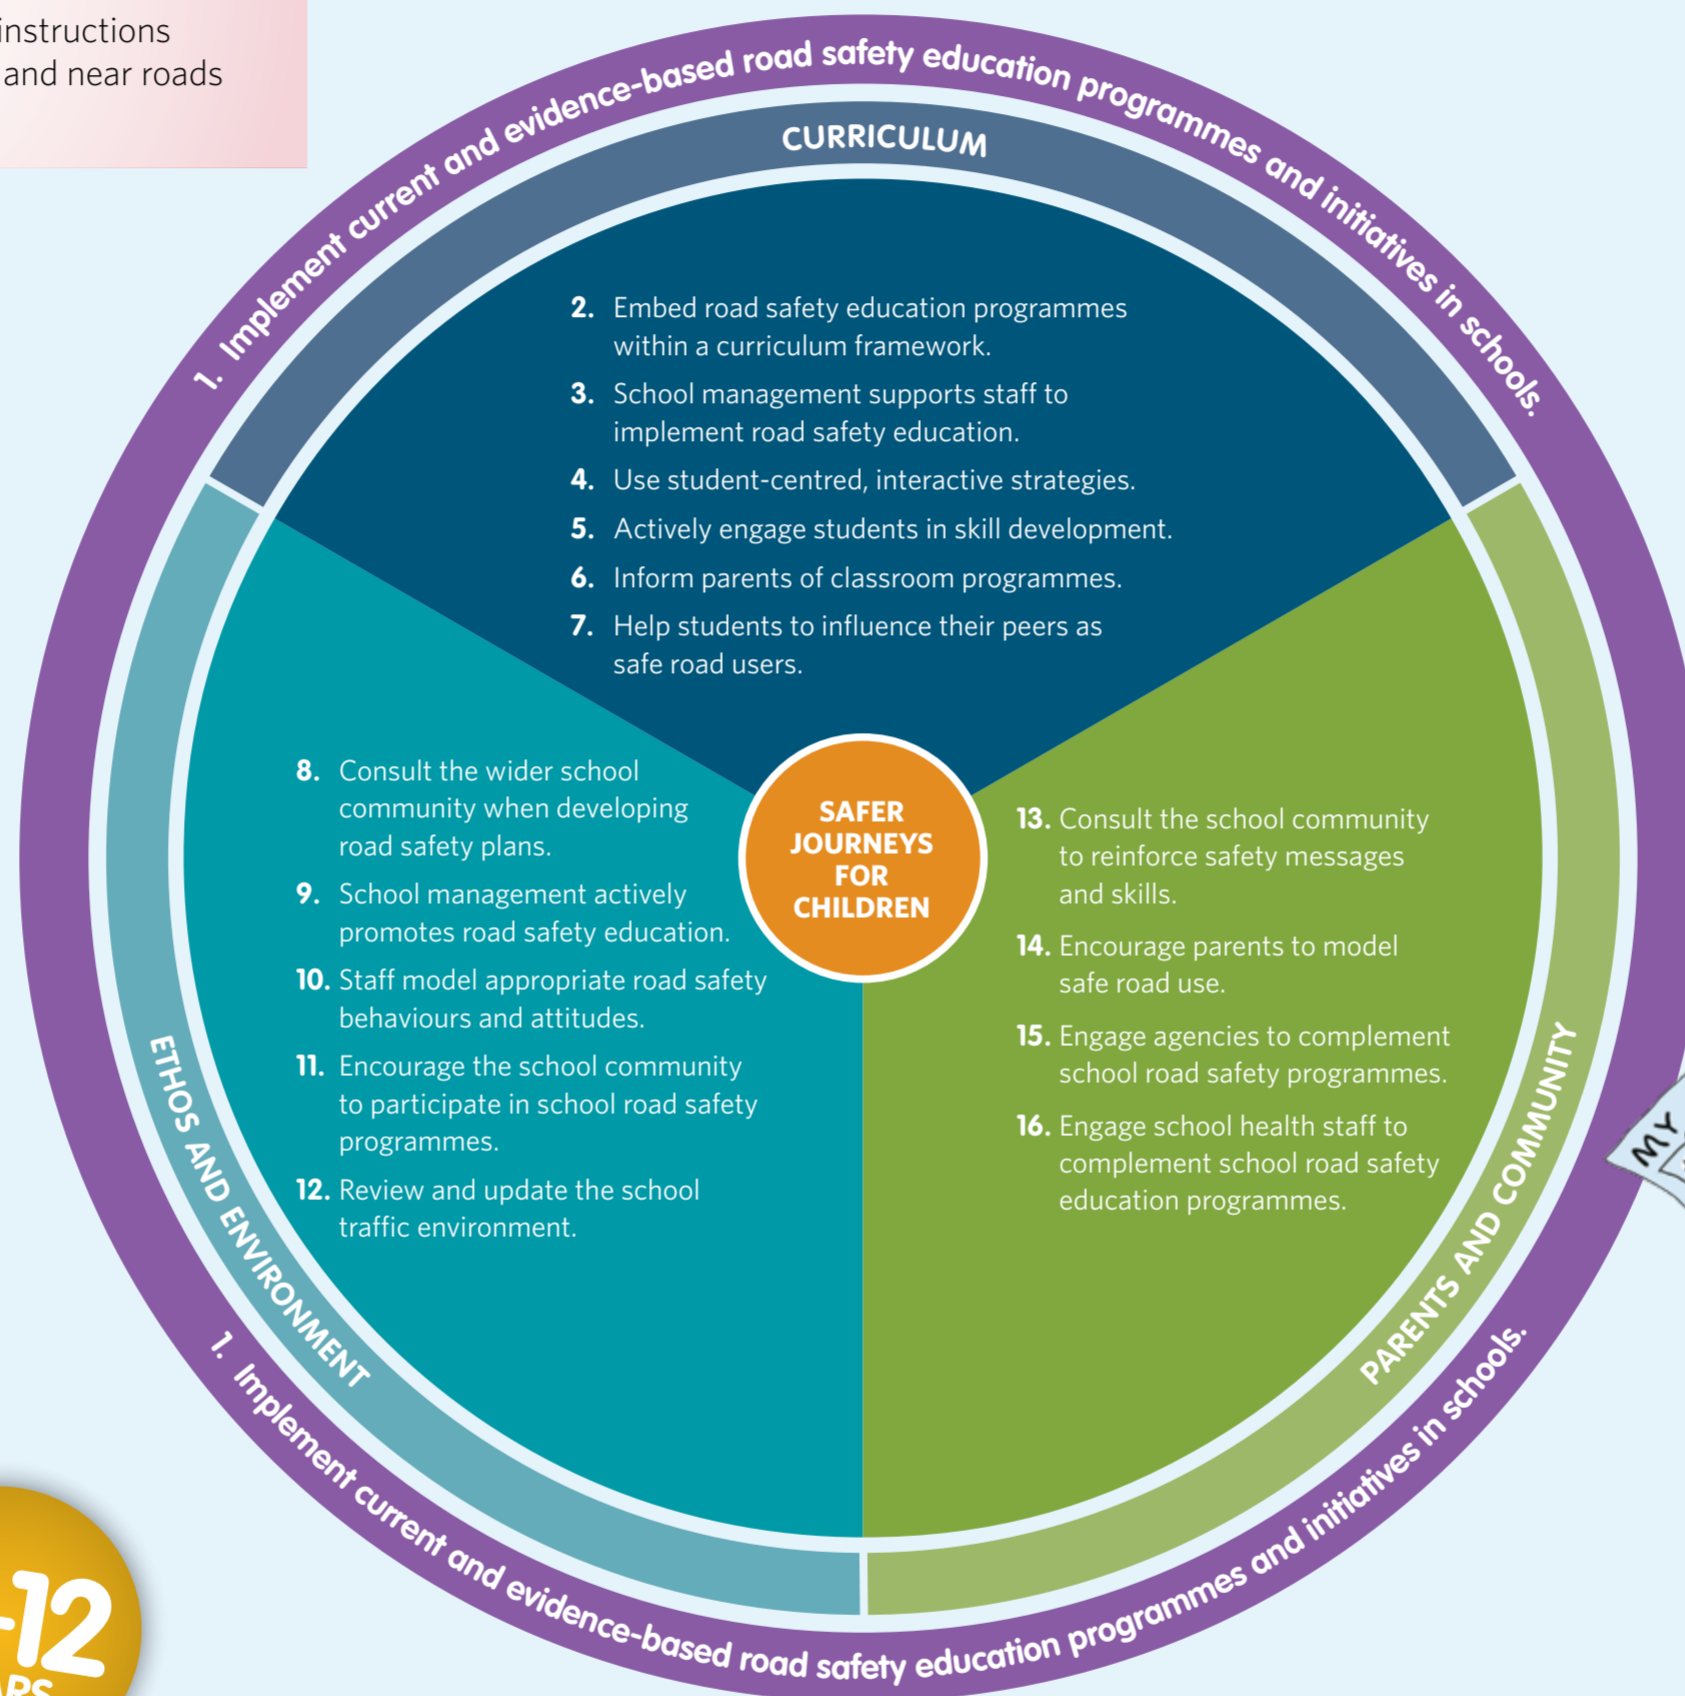 instructions
and near roads
1. Implement current and evidence-based road safety education programmes and initiatives in schools.
CURRICULUM
2. Embed road safety education programmes
within a curriculum framework.
3. School management supports staff to
implement road safety education.
4. Use student-centred, interactive strategies.
5. Actively engage students in skill development.
6. Inform parents of classroom programmes.
7. Help students to influence their peers as
safe road users.
SAFER
JOURNEYS
FOR
CHILDREN
8. Consult the wider school
community when developing
road safety plans.
9. School management actively
promotes road safety education.
10. Staff model appropriate road safety
behaviours and attitudes.
11. Encourage the school community
to participate in school road safety
programmes.
12. Review and update the school
traffic environment.
ETHOS AND ENVIRONMENT
13. Consult the school community
to reinforce safety messages
and skills.
14. Encourage parents to model
safe road use.
15. Engage agencies to complement
school road safety programmes.
16. Engage school health staff to
complement school road safety
education programmes.
PARENTS AND COMMUNITY
MY
1. Implement current and evidence-based road safety education programmes and initiatives in schools.
-12